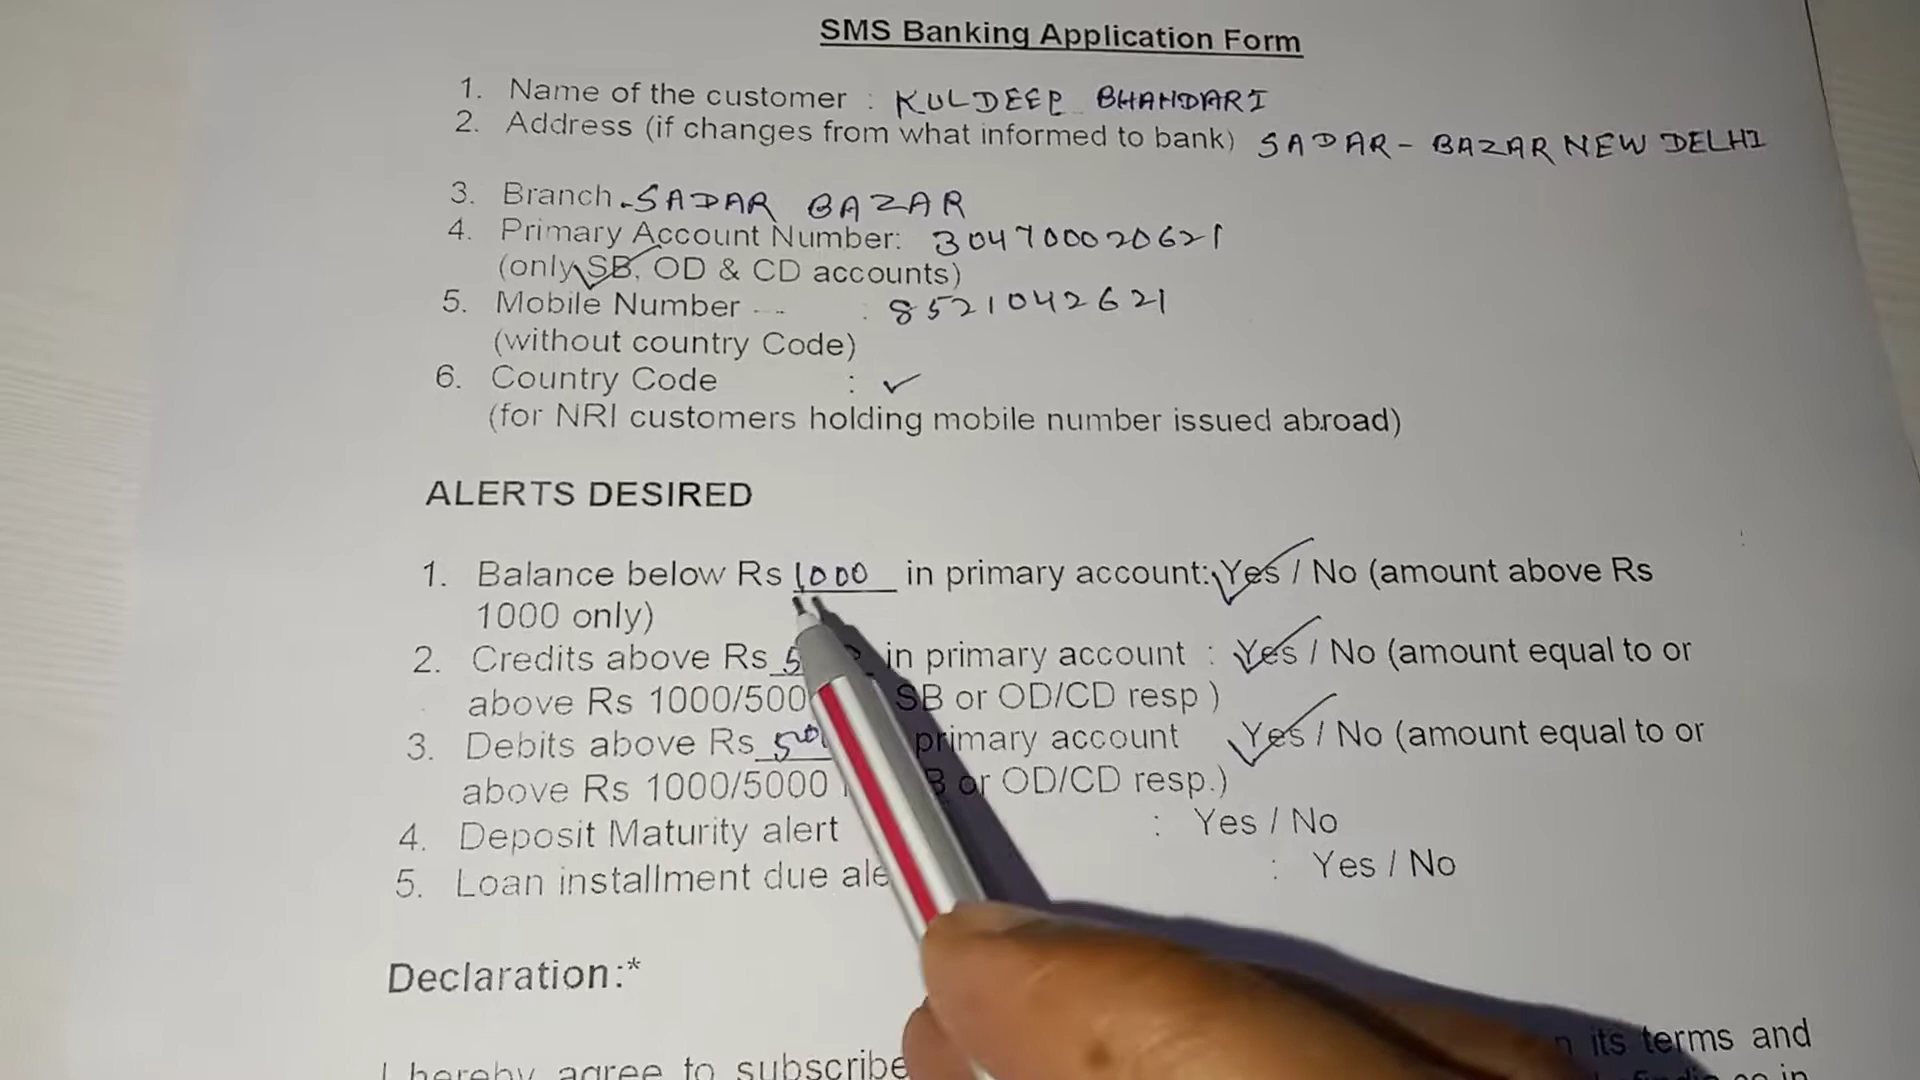 SMS Banking Application Form
1. Name of the customer : KULDEEP BHANDARI
2. Address (if changes from what informed to bank) SADAR - BAZAR NEW DELHI
3. Branch - SADAR BAZAR
4. Primary Account Number: 304700020621
(only SB, OD & CD accounts)
5. Mobile Number : 8521042621
(without country Code)
6. Country Code : ✓
(for NRI customers holding mobile number issued abroad)
ALERTS DESIRED
1. Balance below Rs 1000 in primary account: Yes / No (amount above Rs
1000 only)
2. Credits above Rs in primary account : Yes / No (amount equal to or
above Rs 1000/500 SB or OD/CD resp )
3. Debits above Rs primary account Yes / No (amount equal to or
above Rs 1000/5000 or OD/CD resp.)
4. Deposit Maturity alert : Yes / No
5. Loan installment due : Yes / No
Declaration:*
I hereby agree to subscribe its terms and